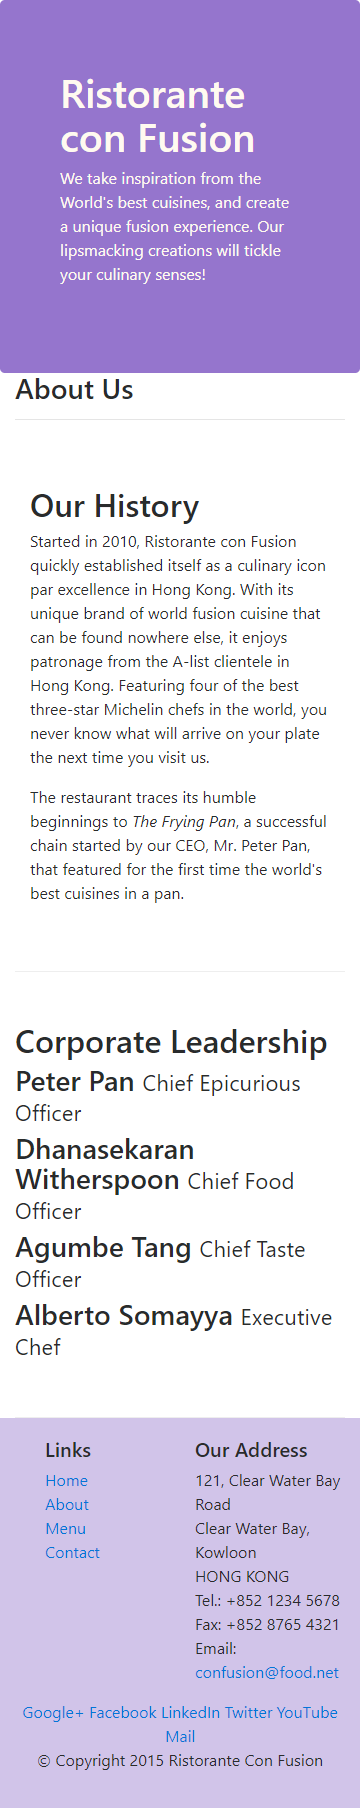 Ristorante
con Fusion
We take inspiration from the
World's best cuisines, and create
a unique fusion experience. Our
lipsmacking creations will tickle
your culinary senses!
About Us
Our History
Started in 2010, Ristorante con Fusion
quickly established itself as a culinary icon
par excellence in Hong Kong. With its
unique brand of world fusion cuisine that
can be found nowhere else, it enjoys
patronage from the A-list clientele in
Hong Kong. Featuring four of the best
three-star Michelin chefs in the world, you
never know what will arrive on your plate
the next time you visit us.
The restaurant traces its humble
beginnings to The Frying Pan, a successful
chain started by our CEO, Mr. Peter Pan,
that featured for the first time the world's
best cuisines in a pan.
Corporate Leadership
Peter Pan Chief Epicurious
Officer
Dhanasekaran
Witherspoon Chief Food
Officer
Agumbe Tang Chief Taste
Officer
Alberto Somayya Executive
Chef
Links
Home
About
Menu
Contact
Our Address
121, Clear Water Bay
Road
Clear Water Bay,
Kowloon
HONG KONG
Tel.: +852 1234 5678
Fax: +852 8765 4321
Email:
confusion@food.net
Google+ Facebook LinkedIn Twitter YouTube
Mail
© Copyright 2015 Ristorante Con Fusion